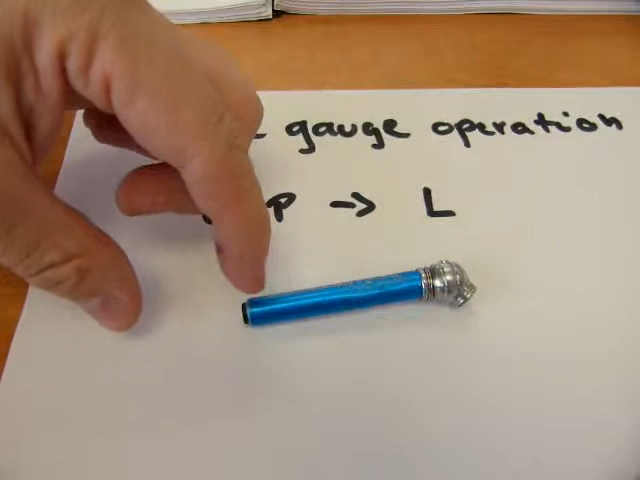 gauge operation
P → L